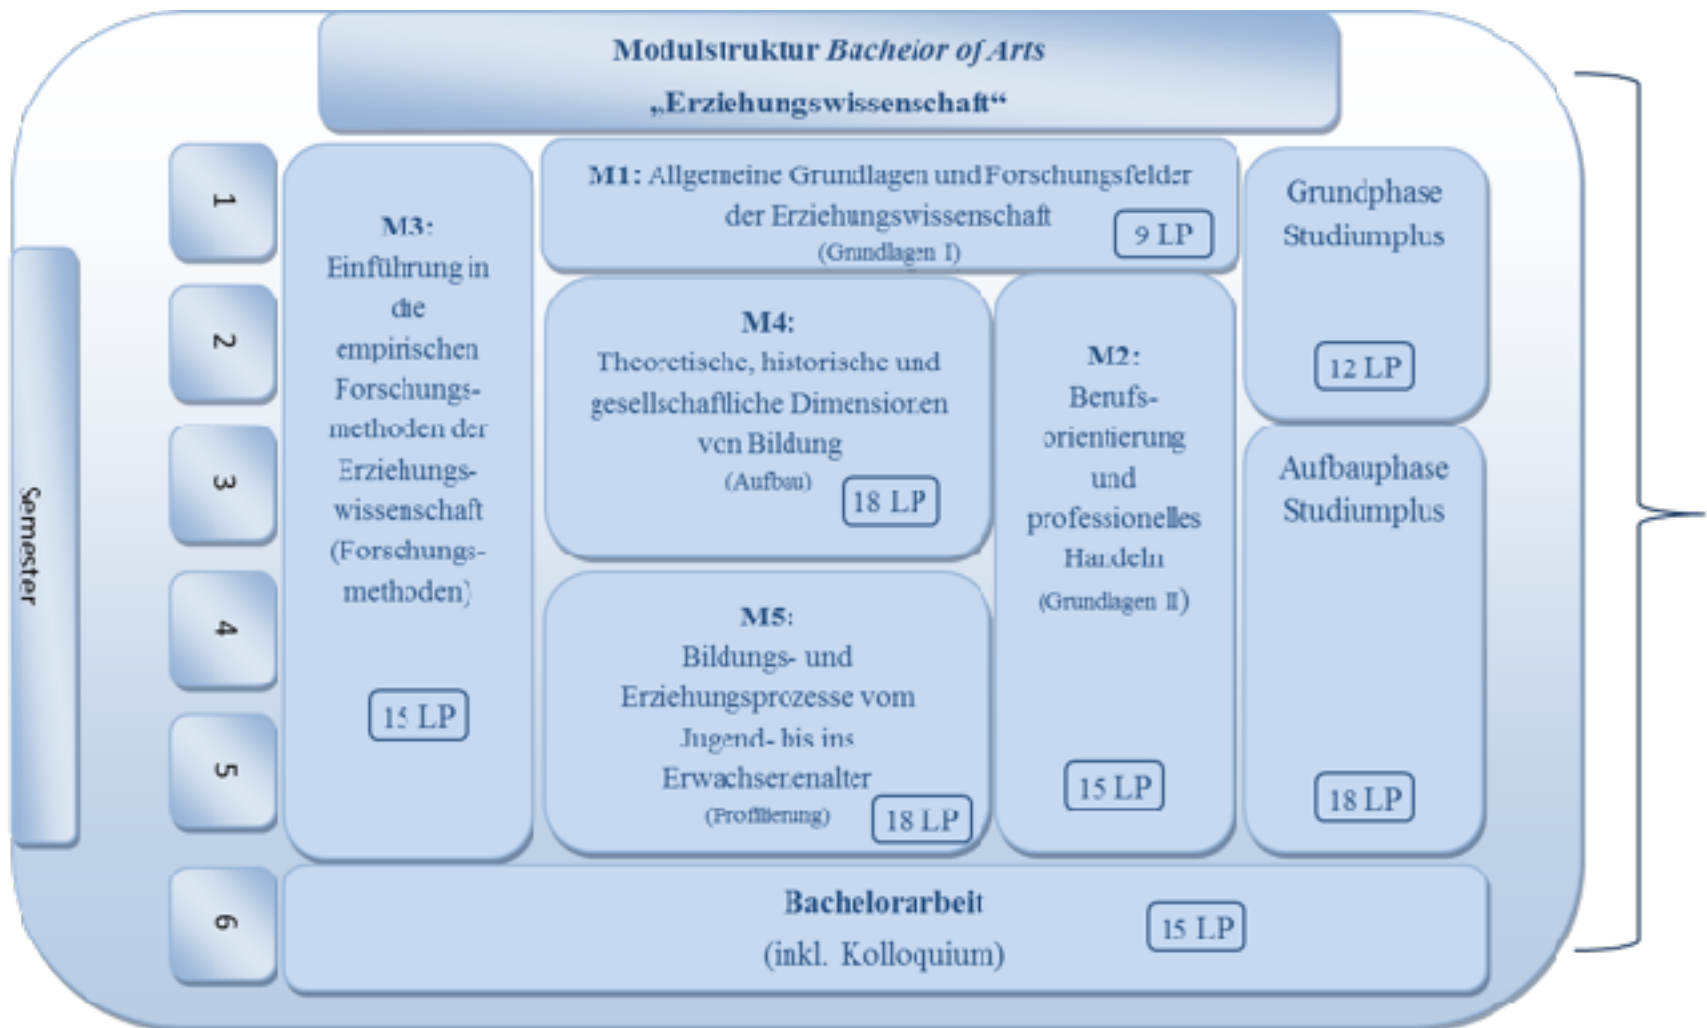 Modulstruktur Bachelor of Arts
„Erziehungswissenschaft“
Semester
1
2
3
4
5
6
M3:
Einführung in
die
empirischen
Forschungs-
methoden der
Erziehungs-
wissenschaft
(Forschungs-
methoden)
15 LP
M1: Allgemeine Grundlagen und Forschungsfelder
der Erziehungswissenschaft
(Grundlagen I)
9 LP
M4:
Theoretische, historische und
gesellschaftliche Dimensionen
von Bildung
(Aufbau)
18 LP
M5:
Bildungs- und
Erziehungsprozesse vom
Jugend- bis ins
Erwachsenenalter
(Profilierung)
18 LP
M2:
Berufs-
orientierung
und
professionelles
Handeln
(Grundlagen II)
15 LP
Grundphase
Studiumplus
12 LP
Aufbauphase
Studiumplus
18 LP
Bachelorarbeit
(inkl. Kolloquium)
15 LP